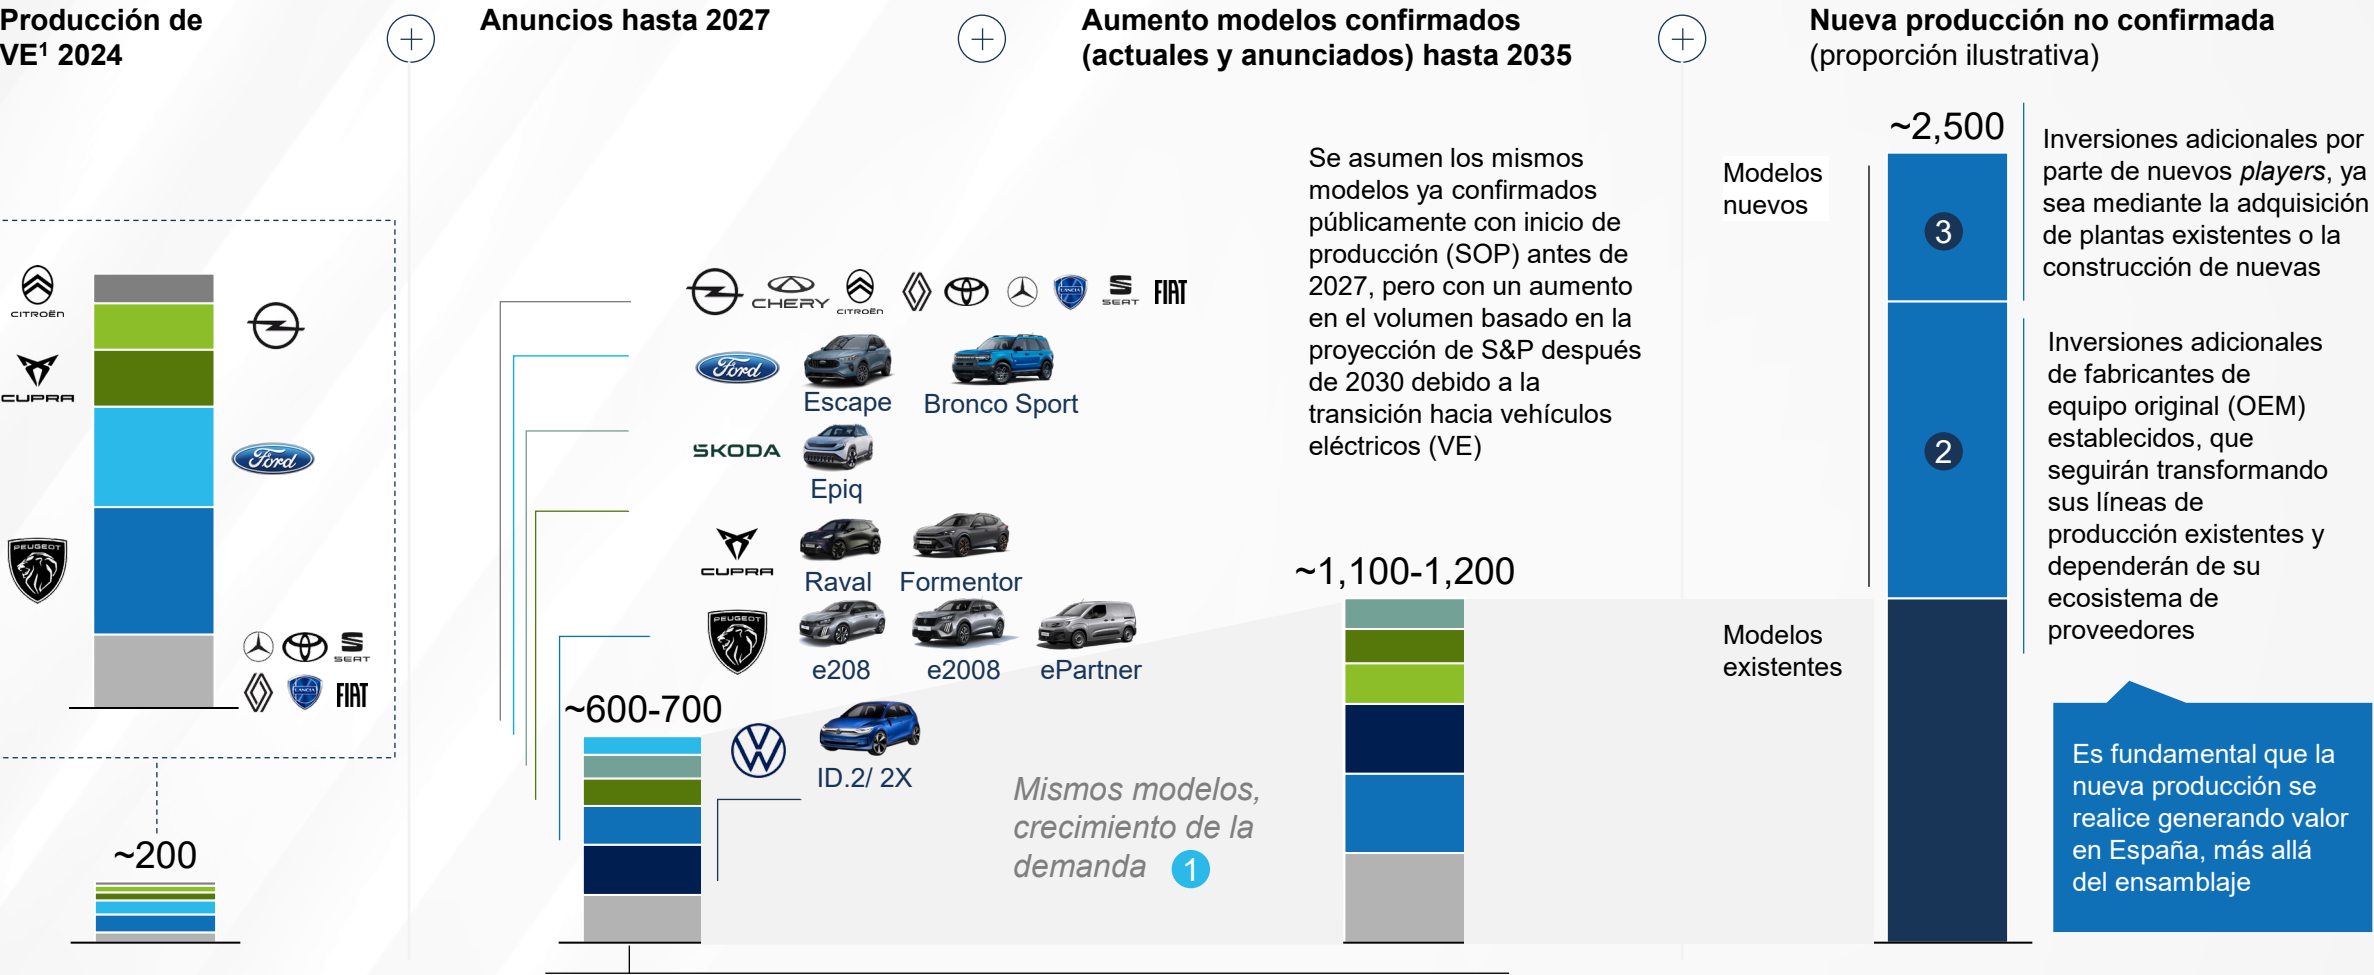 Producción de
VE¹ 2024
Anuncios hasta 2027
Aumento modelos confirmados
(actuales y anunciados) hasta 2035
Nueva producción no confirmada
(proporción ilustrativa)
CITROËN
CUPRA
Ford
PEUGEOT
SEAT
LANCIA
FIAT
~200
CHERY
CITROËN
LANCIA
SEAT
FIAT
Ford
Escape
Bronco Sport
ŠKODA
Epiq
CUPRA
Raval
Formentor
PEUGEOT
e208
e2008
ePartner
~600-700
ID.2/ 2X
Mismos modelos,
crecimiento de la
demanda 1
Se asumen los mismos
modelos ya confirmados
públicamente con inicio de
producción (SOP) antes de
2027, pero con un aumento
en el volumen basado en la
proyección de S&P después
de 2030 debido a la
transición hacia vehículos
eléctricos (VE)
~1,100-1,200
~2,500
Modelos
nuevos
3
2
Modelos
existentes
Inversiones adicionales por
parte de nuevos players, ya
sea mediante la adquisición
de plantas existentes o la
construcción de nuevas
Inversiones adicionales
de fabricantes de
equipo original (OEM)
establecidos, que
seguirán transformando
sus líneas de
producción existentes y
dependerán de su
ecosistema de
proveedores
Es fundamental que la
nueva producción se
realice generando valor
en España, más allá
del ensamblaje